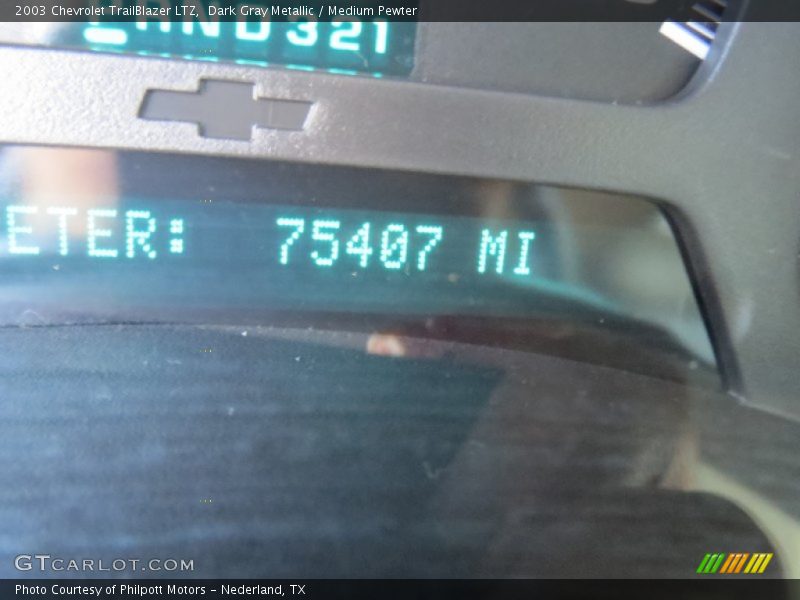 2003 Chevrolet TrailBlazer LTZ, Dark Gray Metallic / Medium Pewter
AND321
ETER: 75407 MI
GTCARLOT.COM
Photo Courtesy of Philpott Motors – Nederland, TX